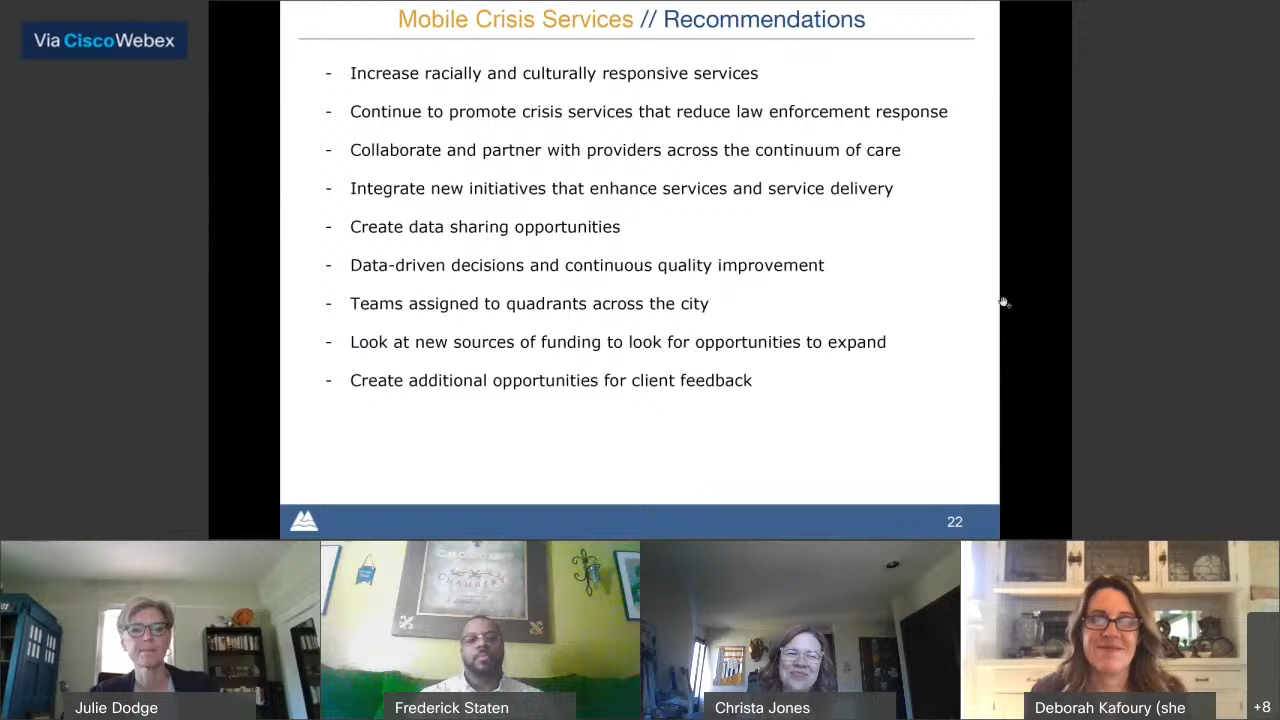 Via Cisco Webex
Mobile Crisis Services // Recommendations
- Increase racially and culturally responsive services
- Continue to promote crisis services that reduce law enforcement response
- Collaborate and partner with providers across the continuum of care
- Integrate new initiatives that enhance services and service delivery
- Create data sharing opportunities
- Data-driven decisions and continuous quality improvement
- Teams assigned to quadrants across the city
- Look at new sources of funding to look for opportunities to expand
- Create additional opportunities for client feedback
22
Julie Dodge
Frederick Staten
Christa Jones
Deborah Kafoury (she
+8